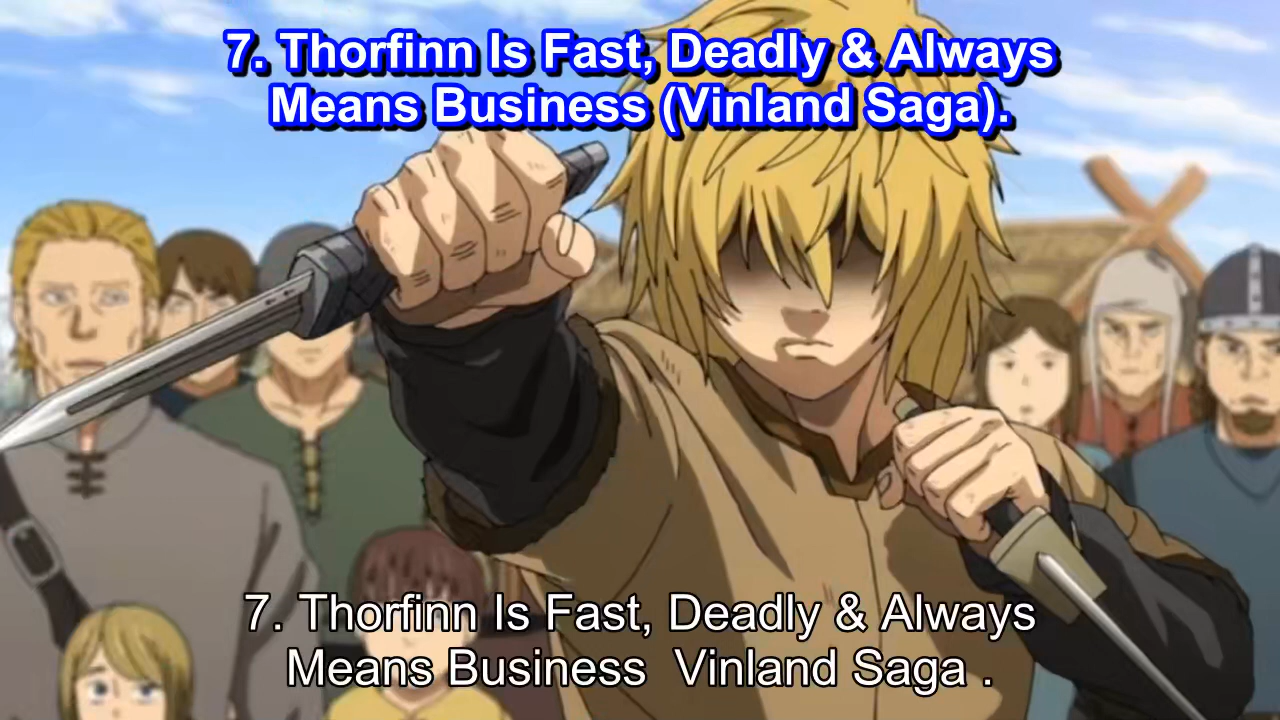 7. Thorfinn Is Fast, Deadly & Always
Means Business (Vinland Saga).
7. Thorfinn Is Fast, Deadly & Always
Means Business  Vinland Saga .